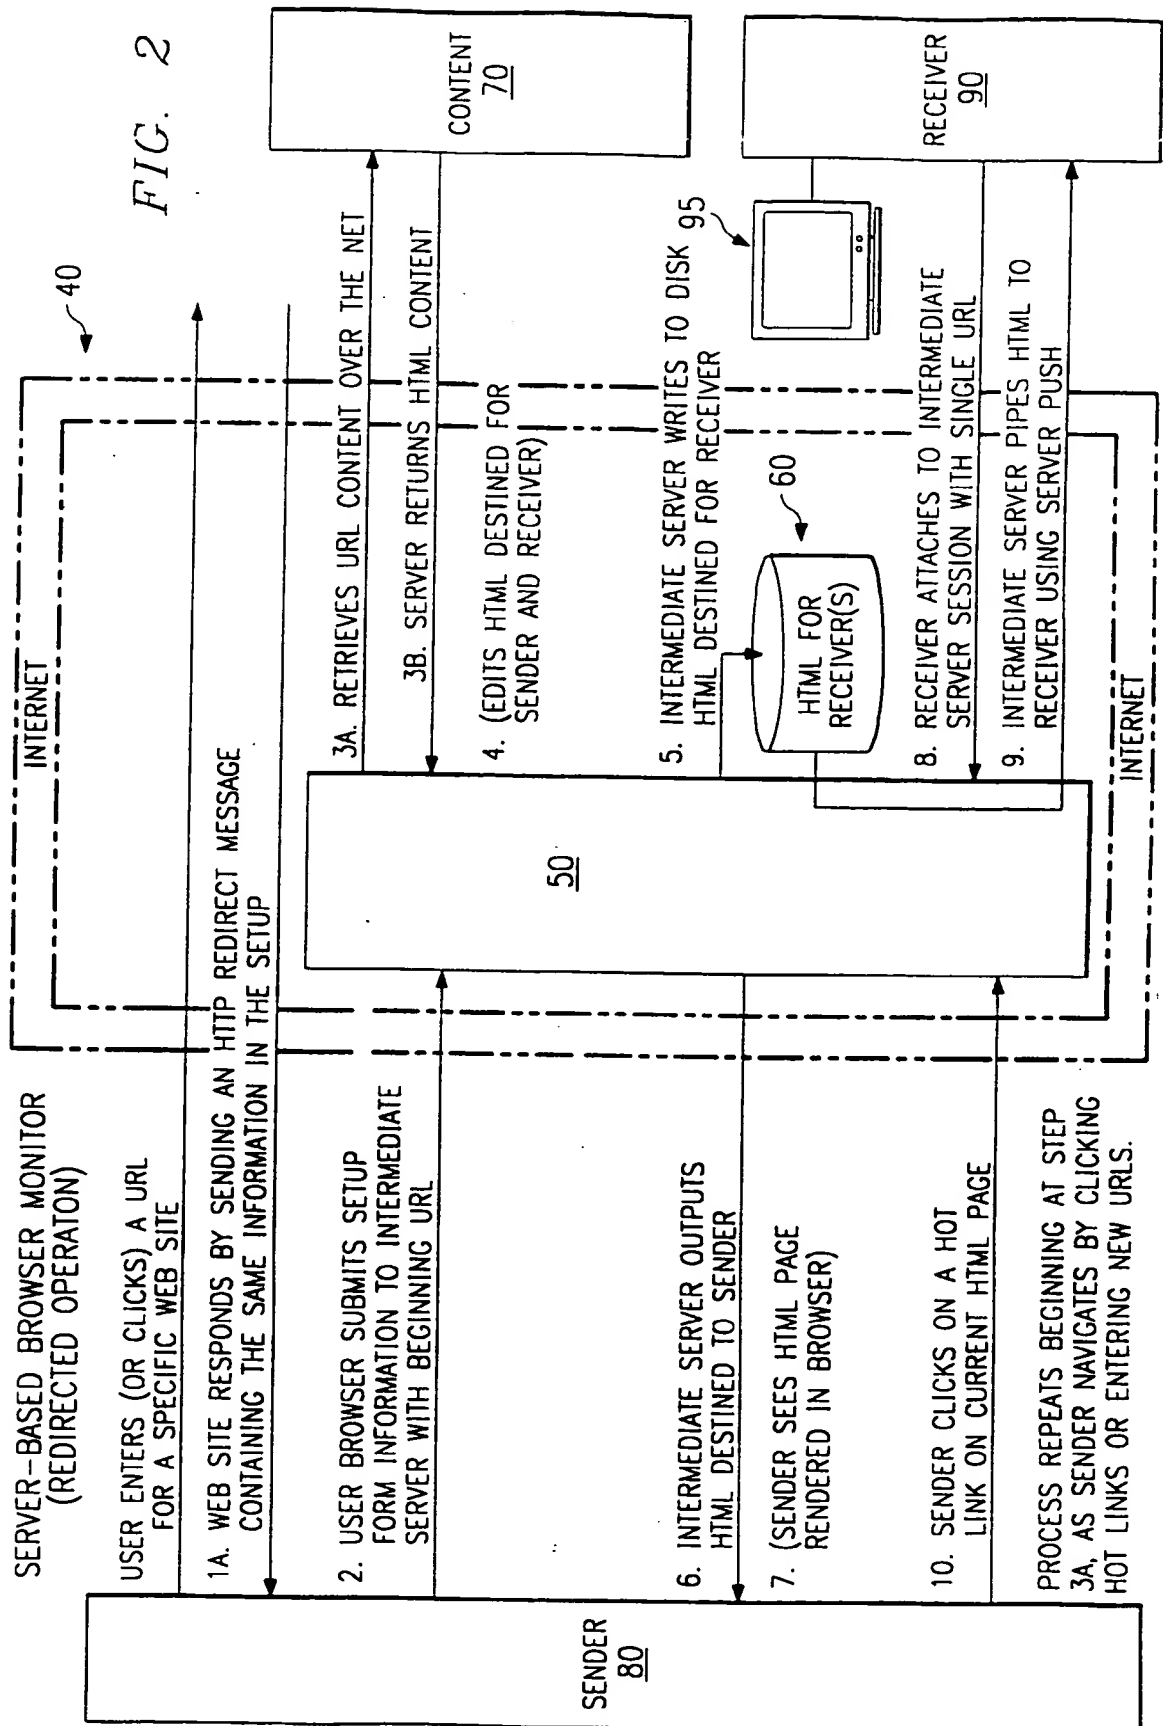 SERVER-BASED BROWSER MONITOR
(REDIRECTED OPERATON)
FIG. 2
40
INTERNET
USER ENTERS (OR CLICKS) A URL
FOR A SPECIFIC WEB SITE
1A. WEB SITE RESPONDS BY SENDING AN HTTP REDIRECT MESSAGE
CONTAINING THE SAME INFORMATION IN THE SETUP
2. USER BROWSER SUBMITS SETUP
FORM INFORMATION TO INTERMEDIATE
SERVER WITH BEGINNING URL
3A. RETRIEVES URL CONTENT OVER THE NET
3B. SERVER RETURNS HTML CONTENT
CONTENT
70
4. (EDITS HTML DESTINED FOR
SENDER AND RECEIVER)
50
SENDER
80
5. INTERMEDIATE SERVER WRITES TO DISK
HTML DESTINED FOR RECEIVER
95
60
HTML FOR
RECEIVER(S)
6. INTERMEDIATE SERVER OUTPUTS
HTML DESTINED TO SENDER
7. (SENDER SEES HTML PAGE
RENDERED IN BROWSER)
RECEIVER
90
8. RECEIVER ATTACHES TO INTERMEDIATE
SERVER SESSION WITH SINGLE URL
9. INTERMEDIATE SERVER PIPES HTML TO
RECEIVER USING SERVER PUSH
10. SENDER CLICKS ON A HOT
LINK ON CURRENT HTML PAGE
INTERNET
PROCESS REPEATS BEGINNING AT STEP
3A, AS SENDER NAVIGATES BY CLICKING
HOT LINKS OR ENTERING NEW URLS.